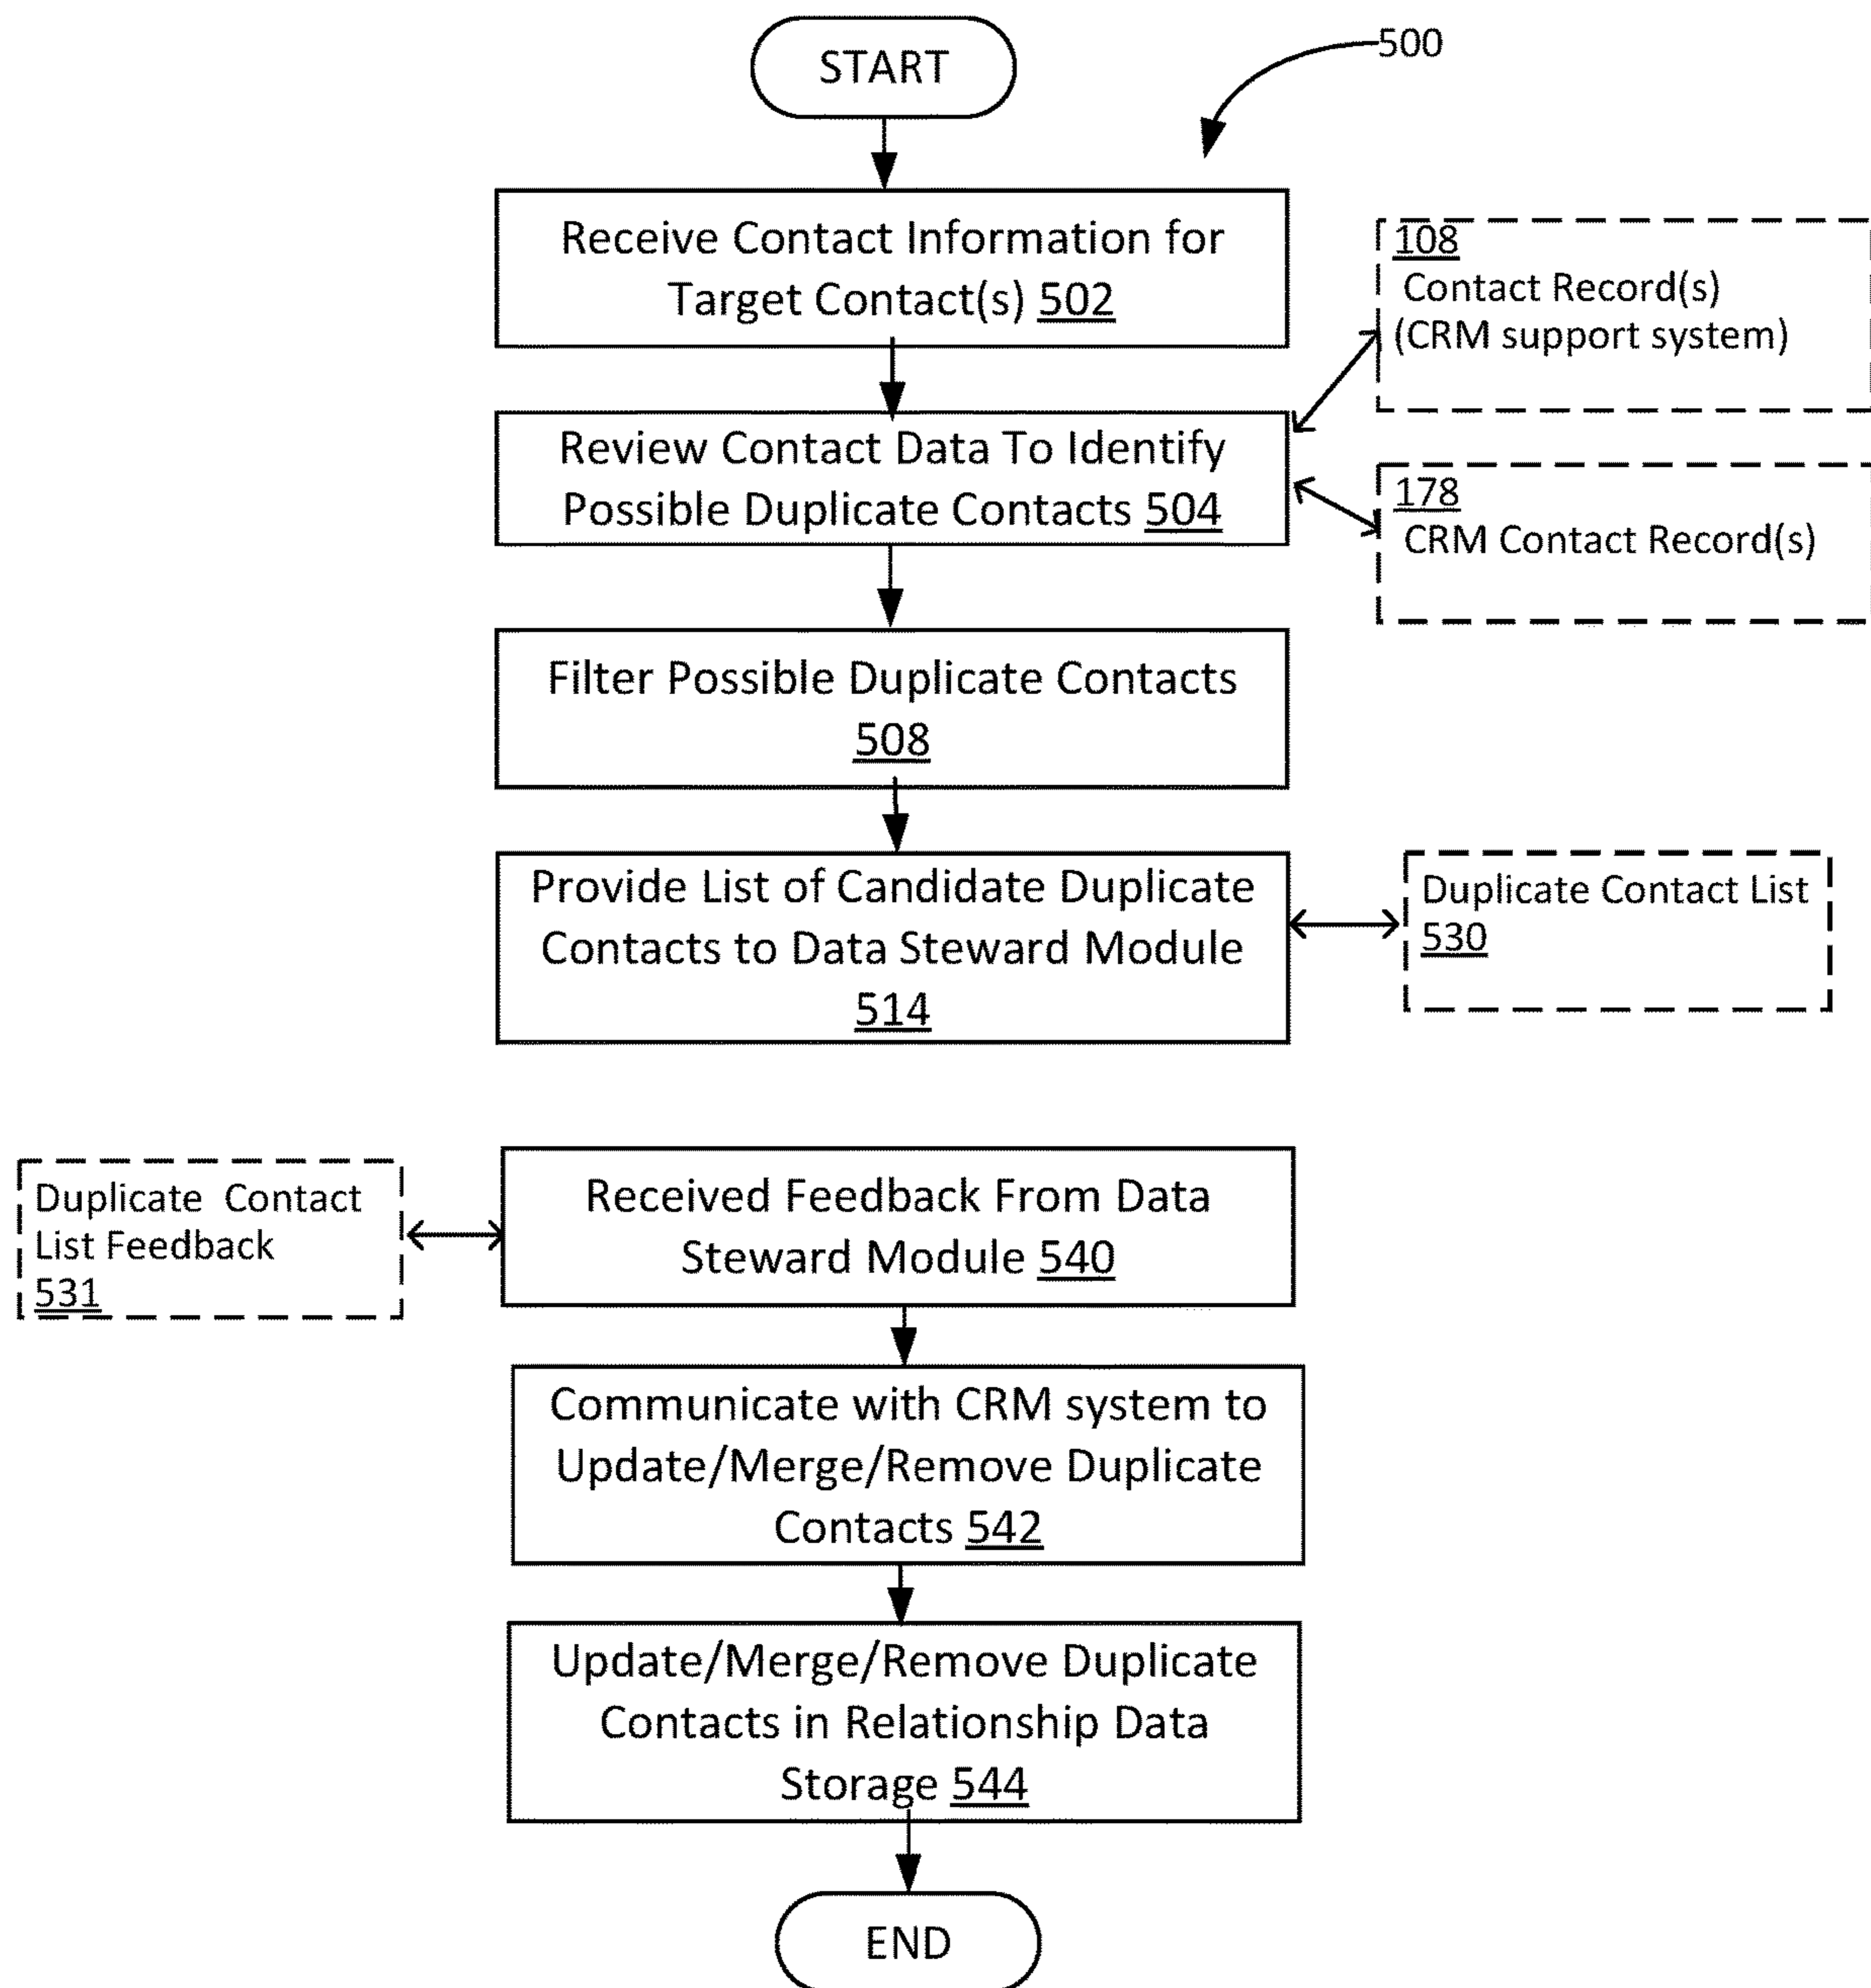 START
500
Receive Contact Information for
Target Contact(s) 502
108
Contact Record(s)
(CRM support system)
Review Contact Data To Identify
Possible Duplicate Contacts 504
178
CRM Contact Record(s)
Filter Possible Duplicate Contacts
508
Provide List of Candidate Duplicate
Contacts to Data Steward Module
514
Duplicate Contact List
530
Duplicate Contact
List Feedback
531
Received Feedback From Data
Steward Module 540
Communicate with CRM system to
Update/Merge/Remove Duplicate
Contacts 542
Update/Merge/Remove Duplicate
Contacts in Relationship Data
Storage 544
END